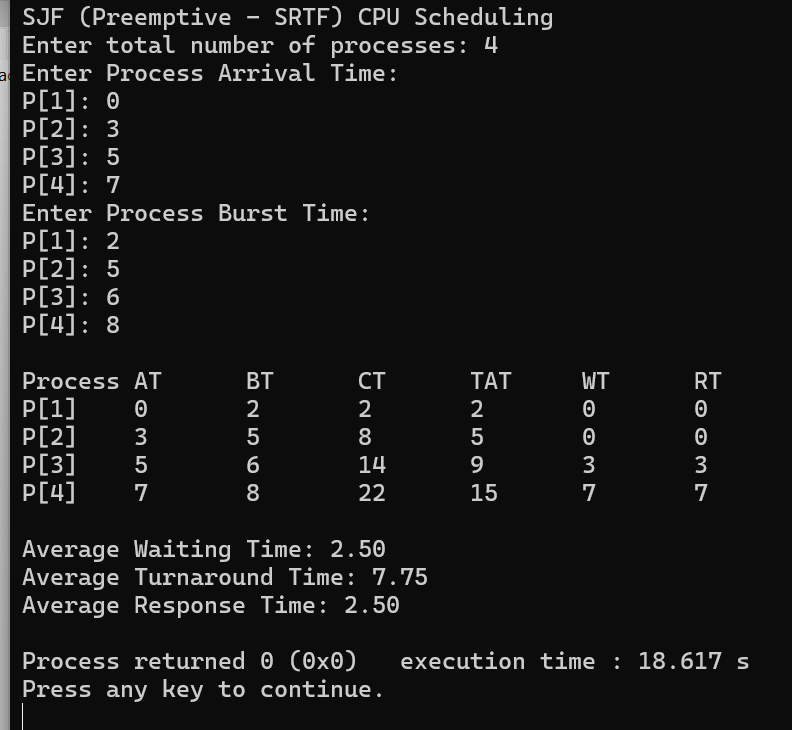 SJF (Preemptive - SRTF) CPU Scheduling
Enter total number of processes: 4
Enter Process Arrival Time:
P[1]: 0
P[2]: 3
P[3]: 5
P[4]: 7
Enter Process Burst Time:
P[1]: 2
P[2]: 5
P[3]: 6
P[4]: 8
Process AT BT CT TAT WT RT
P[1] 0 2 2 2 0 0
P[2] 3 5 8 5 0 0
P[3] 5 6 14 9 3 3
P[4] 7 8 22 15 7 7
Average Waiting Time: 2.50
Average Turnaround Time: 7.75
Average Response Time: 2.50
Process returned 0 (0x0) execution time : 18.617 s
Press any key to continue.